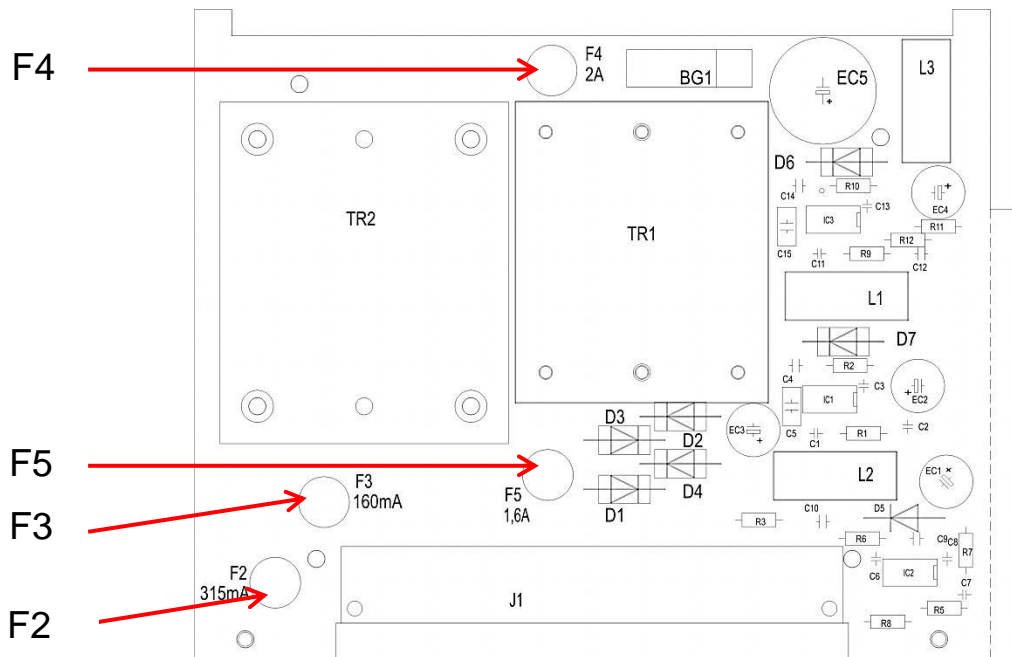 F4
F4
2A
BG1
EC5
L3
D6
C14
R10
EC4
C13
IC3
R11
TR2
TR1
R12
C15
C11
R9
C12
L1
D7
C4
R2
C3
IC1
EC2
D3
D2
EC3
C5
C1
R1
C2
F5
F3
160mA
F5
1,6A
D4
D1
L2
EC1
F3
R3
C10
D5
R6
C9
C8
R7
F2
315mA
C6
IC2
C7
J1
R5
R8
F2